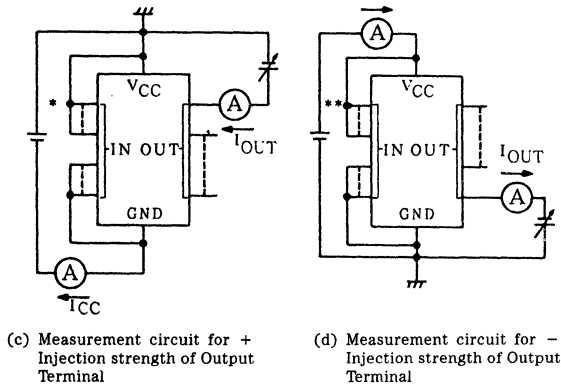 A
*
VCC
A
IN OUT
IOUT
GND
A
ICC
(c) Measurement circuit for +
Injection strength of Output
Terminal
A
**
VCC
IN OUT
IOUT
A
GND
(d) Measurement circuit for −
Injection strength of Output
Terminal